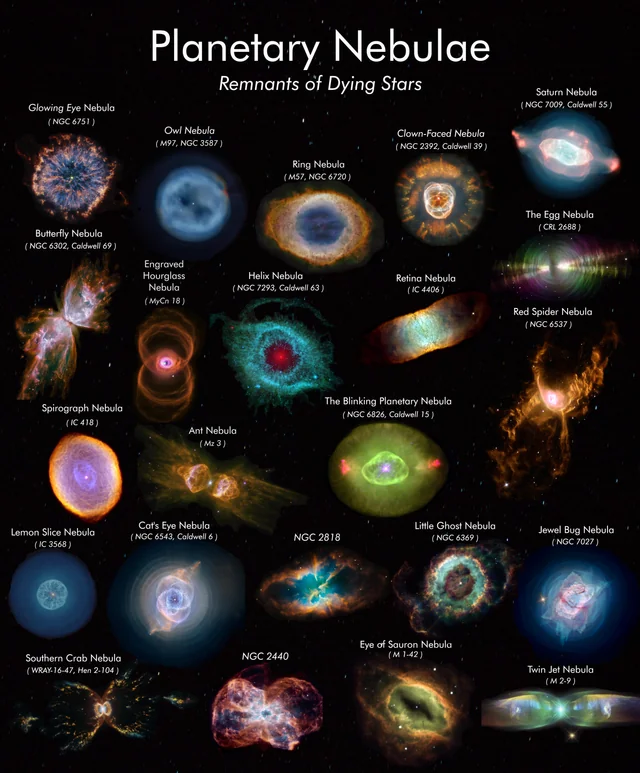 Planetary Nebulae
Remnants of Dying Stars
Saturn Nebula
( NGC 7009, Caldwell 55 )
Glowing Eye Nebula
( NGC 6751 )
Owl Nebula
( M97, NGC 3587 )
Clown-Faced Nebula
( NGC 2392, Caldwell 39 )
Ring Nebula
( M57, NGC 6720 )
The Egg Nebula
( CRL 2688 )
Butterfly Nebula
( NGC 6302, Caldwell 69 )
Engraved
Hourglass
Nebula
( MyCn 18 )
Helix Nebula
( NGC 7293, Caldwell 63 )
Retina Nebula
( IC 4406 )
Red Spider Nebula
( NGC 6537 )
Spirograph Nebula
( IC 418 )
Ant Nebula
( Mz 3 )
The Blinking Planetary Nebula
( NGC 6826, Caldwell 15 )
Lemon Slice Nebula
( IC 3568 )
Cat's Eye Nebula
( NGC 6543, Caldwell 6 )
NGC 2818
Little Ghost Nebula
( NGC 6369 )
Jewel Bug Nebula
( NGC 7027 )
Southern Crab Nebula
( WRAY-16-47, Hen 2-104 )
NGC 2440
Eye of Sauron Nebula
( M 1-42 )
Twin Jet Nebula
( M 2-9 )